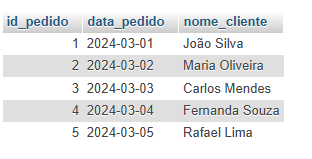 id_pedido data_pedido nome_cliente
1 2024-03-01 João Silva
2 2024-03-02 Maria Oliveira
3 2024-03-03 Carlos Mendes
4 2024-03-04 Fernanda Souza
5 2024-03-05 Rafael Lima